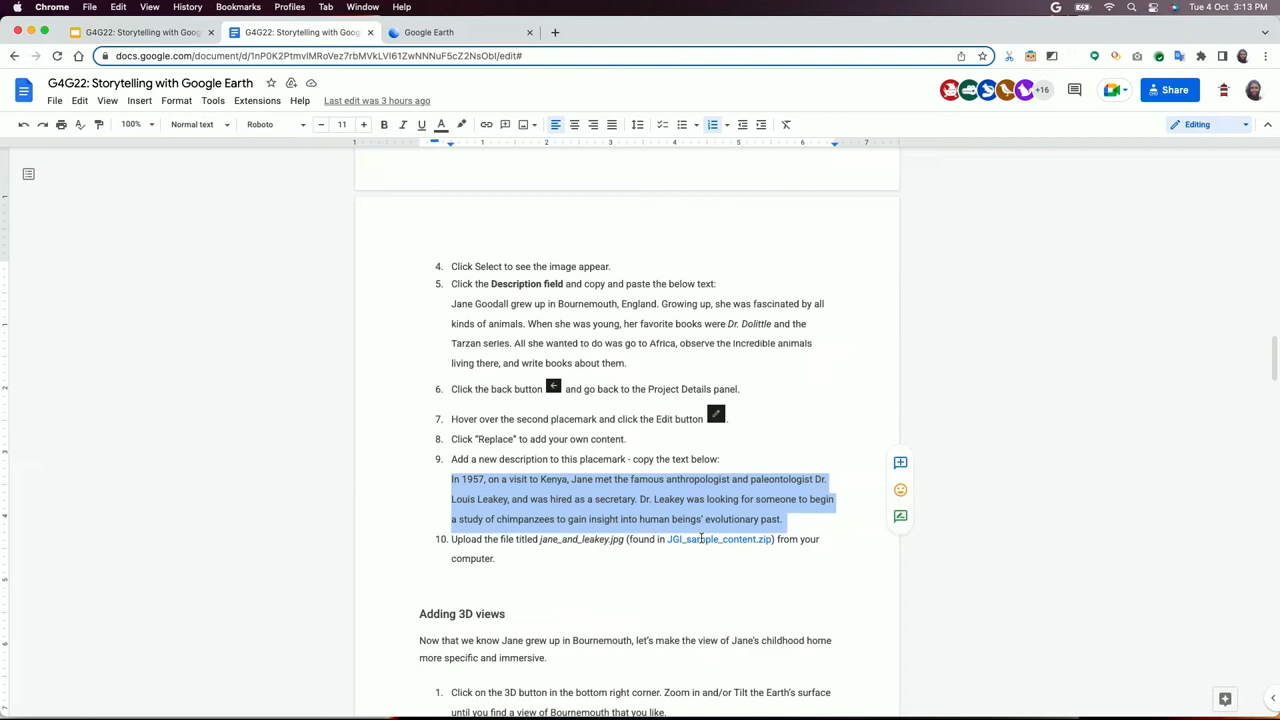 Chrome File Edit View History Bookmarks Profiles Tab Window Help
Tue 4 Oct 3:13 PM
G4G22: Storytelling with Goog
G4G22: Storytelling with Goog
Google Earth
G4G22: Storytelling with Google Earth
File Edit View Insert Format Tools Extensions Help Last edit was 3 hours ago
+16
Share
100% Normal text Roboto 11 Editing
1 1 2 3 4 5 6 7
4. Click Select to see the image appear.
5. Click the Description field and copy and paste the below text:
Jane Goodall grew up in Bournemouth, England. Growing up, she was fascinated by all
kinds of animals. When she was young, her favorite books were Dr. Dolittle and the
Tarzan series. All she wanted to do was go to Africa, observe the incredible animals
living there, and write books about them.
6. Click the back button and go back to the Project Details panel.
7. Hover over the second placemark and click the Edit button .
8. Click “Replace” to add your own content.
9. Add a new description to this placemark - copy the text below:
In 1957, on a visit to Kenya, Jane met the famous anthropologist and paleontologist Dr.
Louis Leakey, and was hired as a secretary. Dr. Leakey was looking for someone to begin
a study of chimpanzees to gain insight into human beings’ evolutionary past.
10. Upload the file titled jane_and_leakey.jpg (found in JGI_sample_content.zip) from your
computer.
Adding 3D views
Now that we know Jane grew up in Bournemouth, let’s make the view of Jane’s childhood home
more specific and immersive.
1. Click on the 3D button in the bottom right corner. Zoom in and/or Tilt the Earth’s surface
until you find a view of Bournemouth that you like.